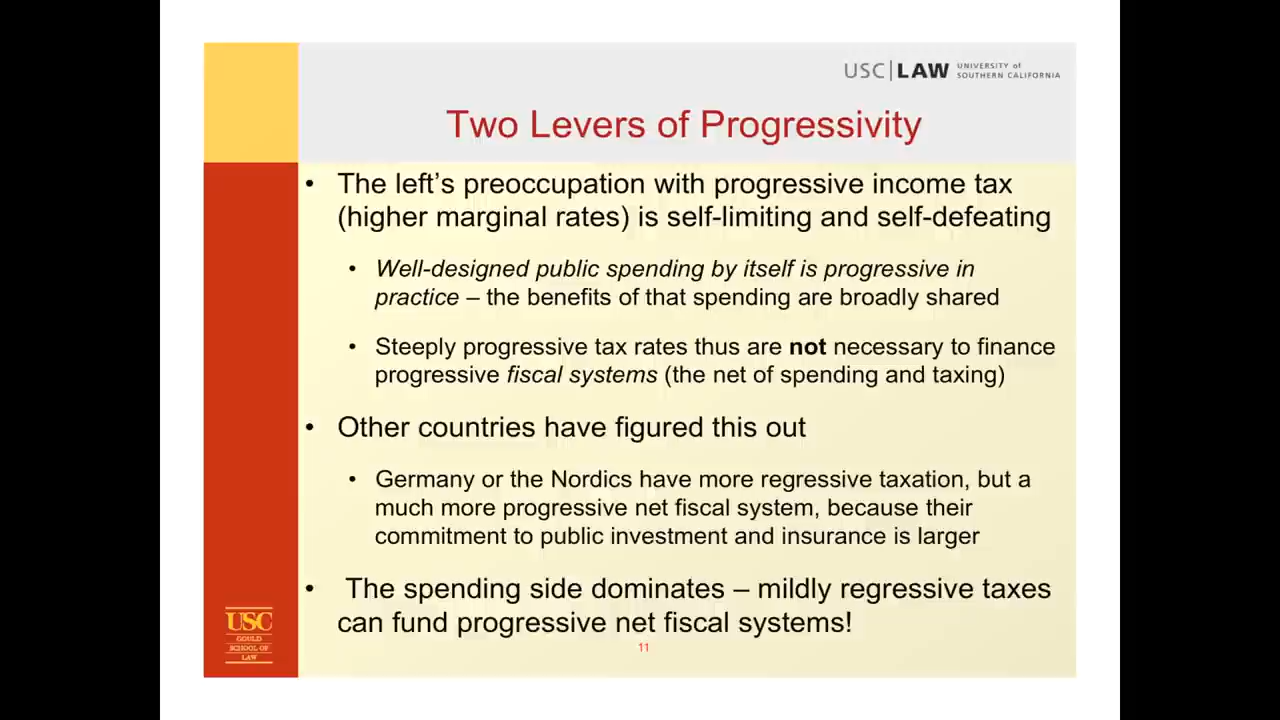 USC|LAW UNIVERSITY of
SOUTHERN CALIFORNIA
Two Levers of Progressivity
• The left’s preoccupation with progressive income tax
(higher marginal rates) is self-limiting and self-defeating
• Well-designed public spending by itself is progressive in
practice – the benefits of that spending are broadly shared
• Steeply progressive tax rates thus are not necessary to finance
progressive fiscal systems (the net of spending and taxing)
• Other countries have figured this out
• Germany or the Nordics have more regressive taxation, but a
much more progressive net fiscal system, because their
commitment to public investment and insurance is larger
• The spending side dominates – mildly regressive taxes
can fund progressive net fiscal systems!
USC
GOULD
SCHOOL OF
LAW
11